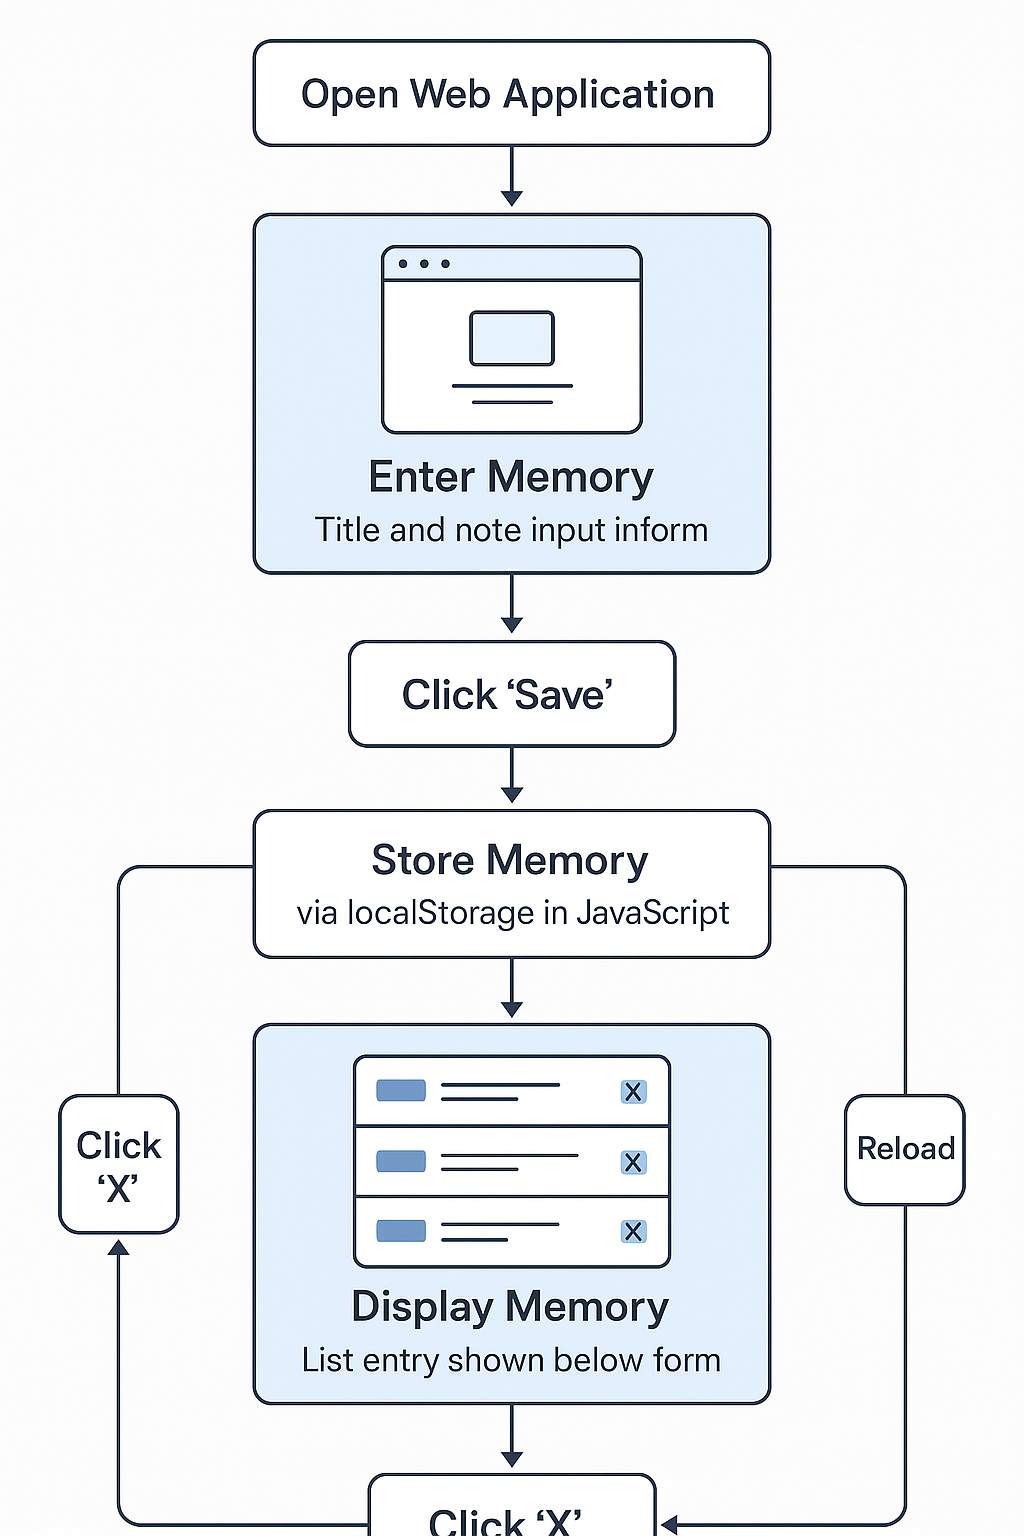 Open Web Application
Enter Memory
Title and note input inform
Click ‘Save’
Store Memory
via localStorage in JavaScript
Click
‘X’
Reload
X
X
X
Display Memory
List entry shown below form
Click ‘X’